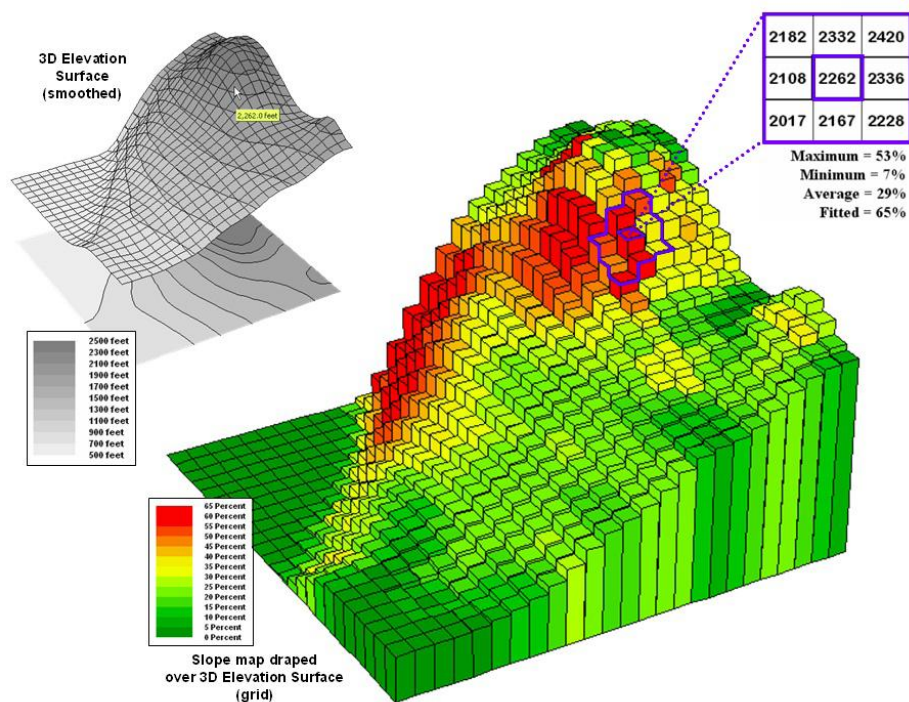 3D Elevation
Surface
(smoothed)
2,262.0 feet
2500 feet
2300 feet
2100 feet
1900 feet
1700 feet
1500 feet
1300 feet
1100 feet
900 feet
700 feet
500 feet
2182 2332 2420
2108 2262 2336
2017 2167 2228
Maximum = 53%
Minimum = 7%
Average = 29%
Fitted = 65%
65 Percent
60 Percent
55 Percent
50 Percent
45 Percent
40 Percent
35 Percent
30 Percent
25 Percent
20 Percent
15 Percent
10 Percent
5 Percent
0 Percent
Slope map draped
over 3D Elevation Surface
(grid)